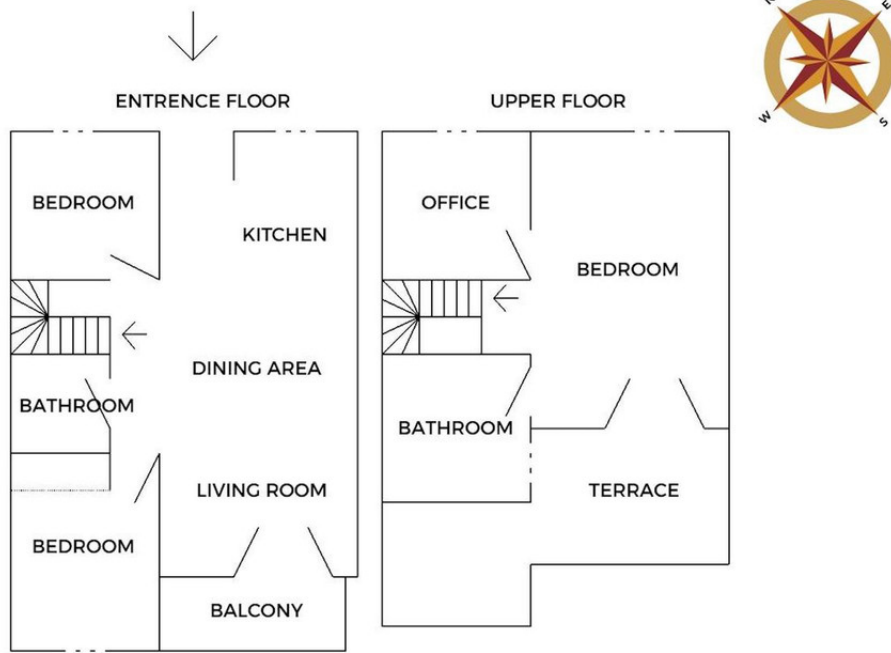 ENTRENCE FLOOR
BEDROOM
KITCHEN
DINING AREA
BATHROOM
LIVING ROOM
BEDROOM
BALCONY
UPPER FLOOR
OFFICE
BEDROOM
BATHROOM
TERRACE
N
E
W
S